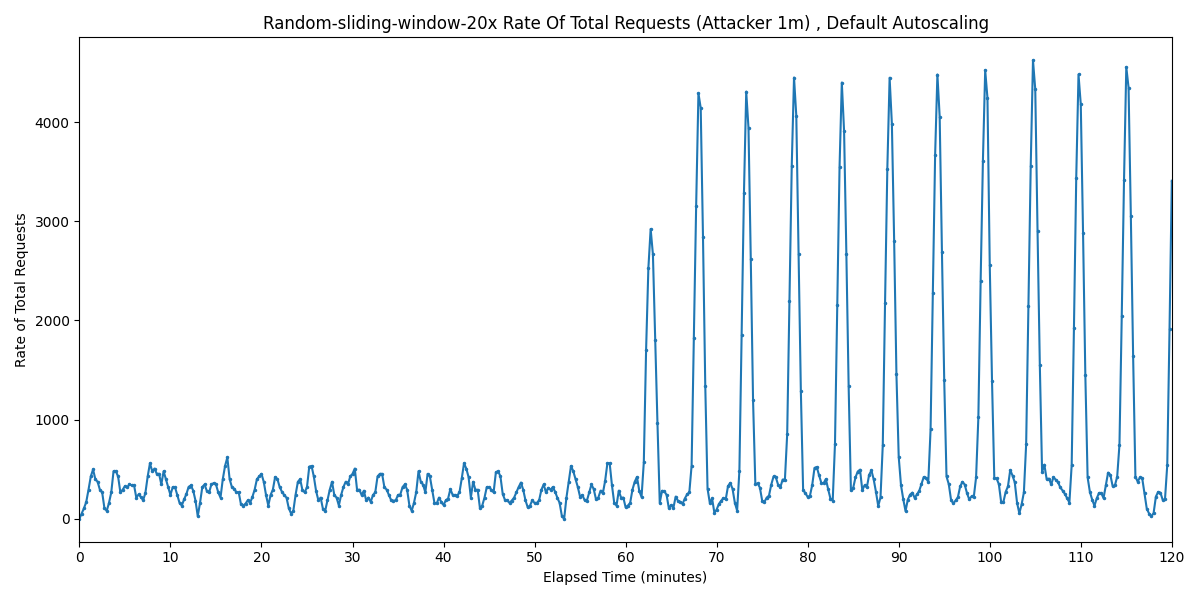 Random-sliding-window-20x Rate Of Total Requests (Attacker 1m) , Default Autoscaling
Rate of Total Requests
4000
3000
2000
1000
0
0 10 20 30 40 50 60 70 80 90 100 110 120
Elapsed Time (minutes)